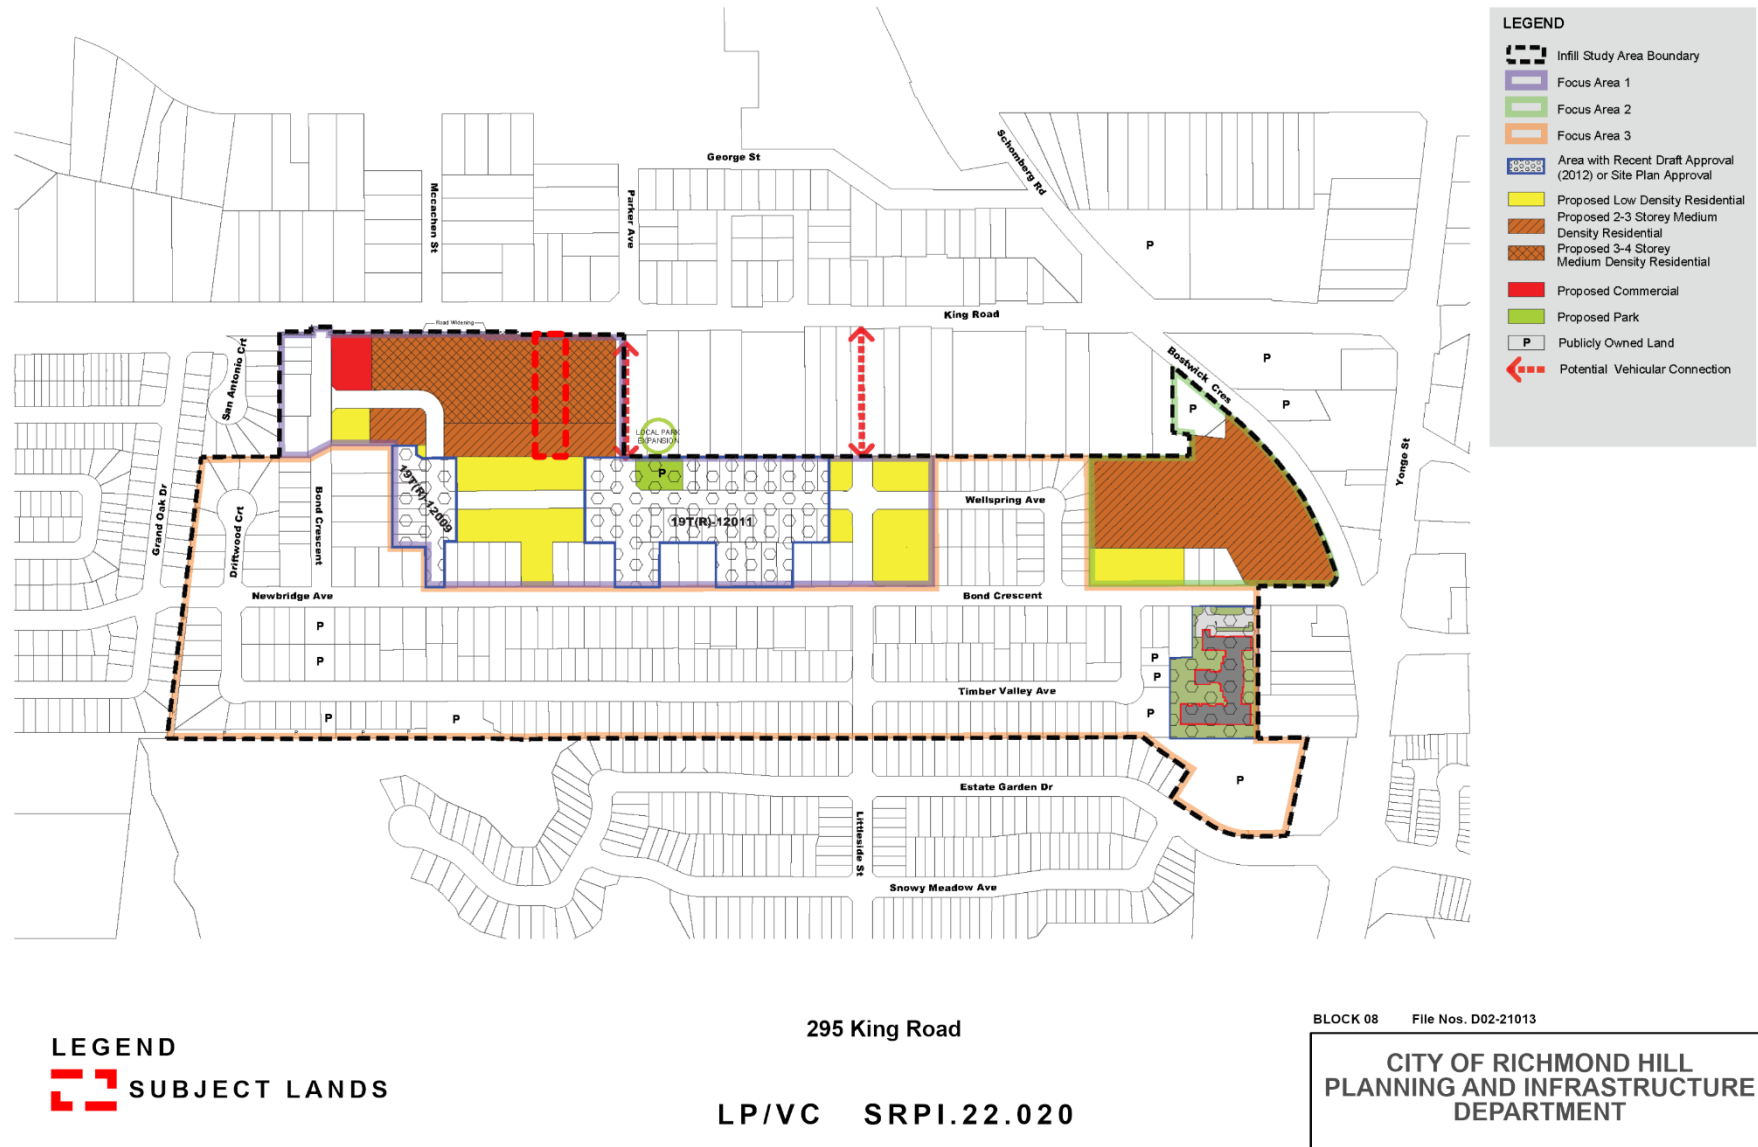 LEGEND
Infill Study Area Boundary
Focus Area 1
Focus Area 2
Focus Area 3
Area with Recent Draft Approval
(2012) or Site Plan Approval
Proposed Low Density Residential
Proposed 2-3 Storey Medium
Density Residential
Proposed 3-4 Storey
Medium Density Residential
Proposed Commercial
Proposed Park
P Publicly Owned Land
Potential Vehicular Connection
George St
Schomberg Rd
Mccachen St
Parker Ave
P
King Road
Road Widening
San Antonio Crt
Bostwick Cres
P
P
P
Yonge St
LOCAL PARK
EXPANSION
P
19T(R)-12009
19T(R)-12011
Wellspring Ave
Grand Oak Dr
Driftwood Crt
Bond Crescent
Newbridge Ave
Bond Crescent
P
P
P
P
Timber Valley Ave
P
P
P
P
Estate Garden Dr
Littleside St
Snowy Meadow Ave
295 King Road
BLOCK 08 File Nos. D02-21013
LEGEND
SUBJECT LANDS
LP/VC SRPI.22.020
CITY OF RICHMOND HILL
PLANNING AND INFRASTRUCTURE
DEPARTMENT